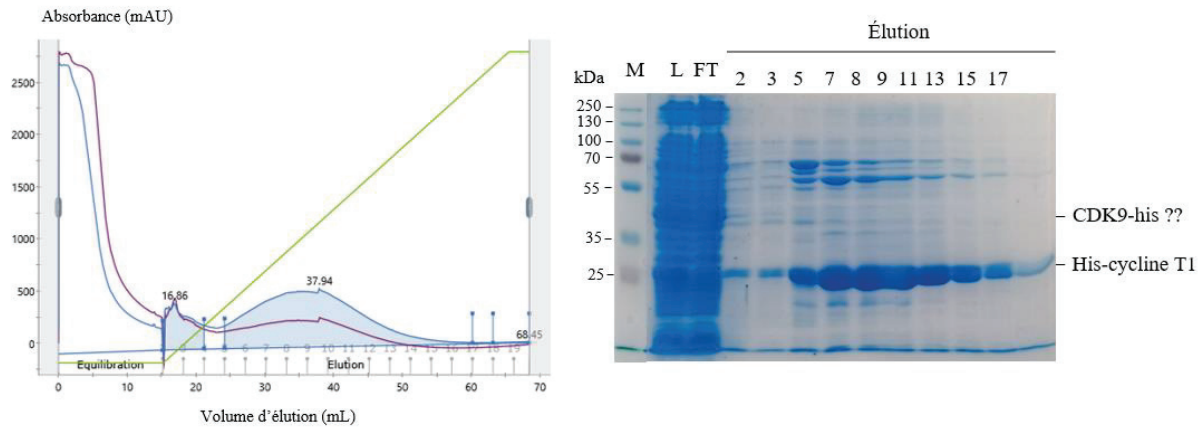 Absorbance (mAU)
2500
2000
1500
1000
500
0
16.86
37.94
68.45
Equilibration
Elution
8 9 10 11 12 13 14 15 16 17 18 19
0 10 20 30 40 50 60 70
Volume d'élution (mL)
Élution
kDa M L FT 2 3 5 7 8 9 11 13 15 17
250
130
100
70
55
35
25
CDK9-his ??
His-cycline T1